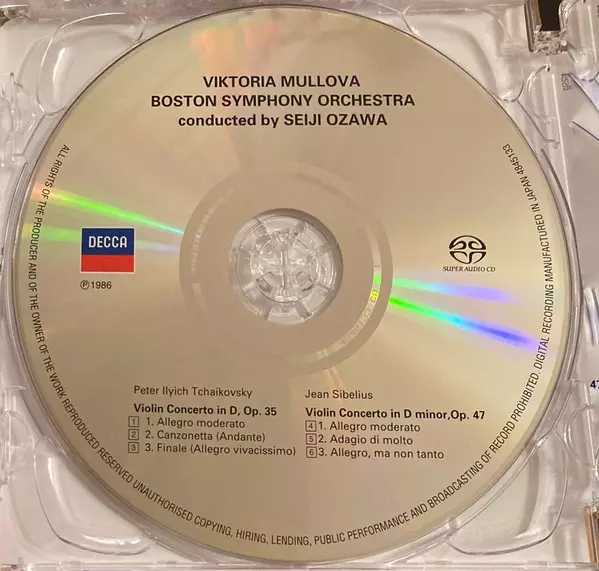 VIKTORIA MULLOVA
BOSTON SYMPHONY ORCHESTRA
conducted by SEIJI OZAWA
DECCA
℗ 1986
SUPER AUDIO CD
Peter Ilyich Tchaikovsky
Violin Concerto in D, Op. 35
1 1. Allegro moderato
2 2. Canzonetta (Andante)
3 3. Finale (Allegro vivacissimo)
Jean Sibelius
Violin Concerto in D minor,Op. 47
4 1. Allegro moderato
5 2. Adagio di molto
6 3. Allegro, ma non tanto
ALL RIGHTS OF THE PRODUCER AND OF THE OWNER OF THE WORK REPRODUCED RESERVED UNAUTHORISED COPYING, HIRING, LENDING, PUBLIC PERFORMANCE AND BROADCASTING OF RECORD PROHIBITED. DIGITAL RECORDING MANUFACTURED IN JAPAN 4845133
47